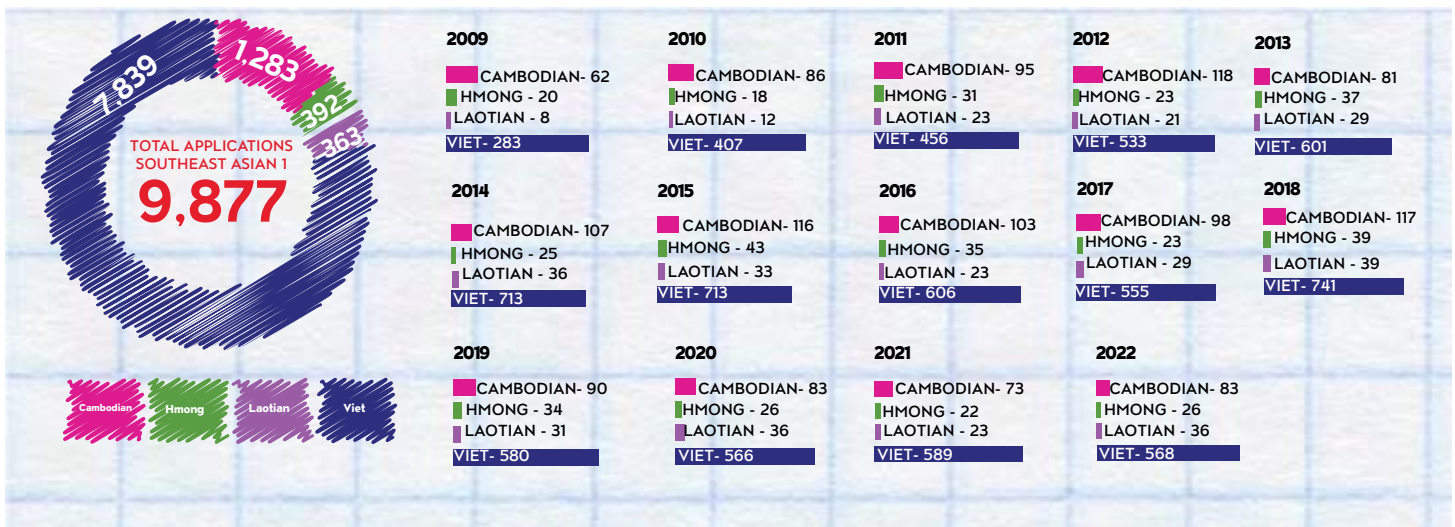 7,839
1,283
392
363
TOTAL APPLICATIONS
SOUTHEAST ASIAN 1
9,877
Cambodian
Hmong
Laotian
Viet
2009
CAMBODIAN- 62
HMONG - 20
LAOTIAN - 8
VIET- 283
2010
CAMBODIAN- 86
HMONG - 18
LAOTIAN - 12
VIET- 407
2011
CAMBODIAN- 95
HMONG - 31
LAOTIAN - 23
VIET- 456
2012
CAMBODIAN- 118
HMONG - 23
LAOTIAN - 21
VIET- 533
2013
CAMBODIAN- 81
HMONG - 37
LAOTIAN - 29
VIET- 601
2014
CAMBODIAN- 107
HMONG - 25
LAOTIAN - 36
VIET- 713
2015
CAMBODIAN- 116
HMONG - 43
LAOTIAN - 33
VIET- 713
2016
CAMBODIAN- 103
HMONG - 35
LAOTIAN - 23
VIET- 606
2017
CAMBODIAN- 98
HMONG - 23
LAOTIAN - 29
VIET- 555
2018
CAMBODIAN- 117
HMONG - 39
LAOTIAN - 39
VIET- 741
2019
CAMBODIAN- 90
HMONG - 34
LAOTIAN - 31
VIET- 580
2020
CAMBODIAN- 83
HMONG - 26
LAOTIAN - 36
VIET- 566
2021
CAMBODIAN- 73
HMONG - 22
LAOTIAN - 23
VIET- 589
2022
CAMBODIAN- 83
HMONG - 26
LAOTIAN - 36
VIET- 568